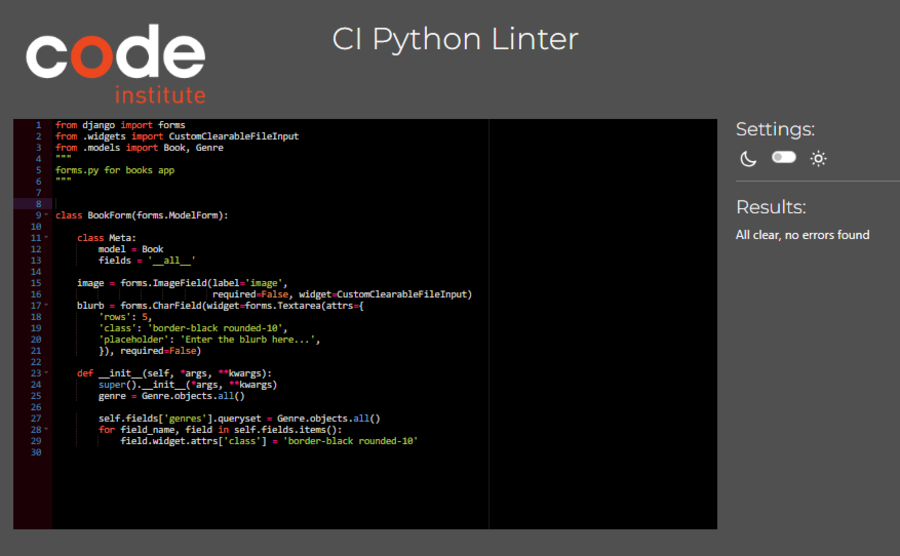 code
institute
CI Python Linter
1 from django import forms
2 from .widgets import CustomClearableFileInput
3 from .models import Book, Genre
4 """
5 forms.py for books app
6 """
7
8
9 class BookForm(forms.ModelForm):
10
11     class Meta:
12         model = Book
13         fields = '__all__'
14
15     image = forms.ImageField(label='image',
16                              required=False, widget=CustomClearableFileInput)
17     blurb = forms.CharField(widget=forms.Textarea(attrs={
18         'rows': 5,
19         'class': 'border-black rounded-10',
20         'placeholder': 'Enter the blurb here...',
21         }), required=False)
22
23     def __init__(self, *args, **kwargs):
24         super().__init__(*args, **kwargs)
25         genre = Genre.objects.all()
26
27         self.fields['genres'].queryset = Genre.objects.all()
28         for field_name, field in self.fields.items():
29             field.widget.attrs['class'] = 'border-black rounded-10'
30
Settings:
Results:
All clear, no errors found